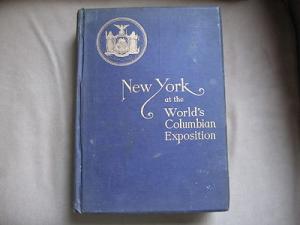 New York
at the
World's
Columbian
Exposition